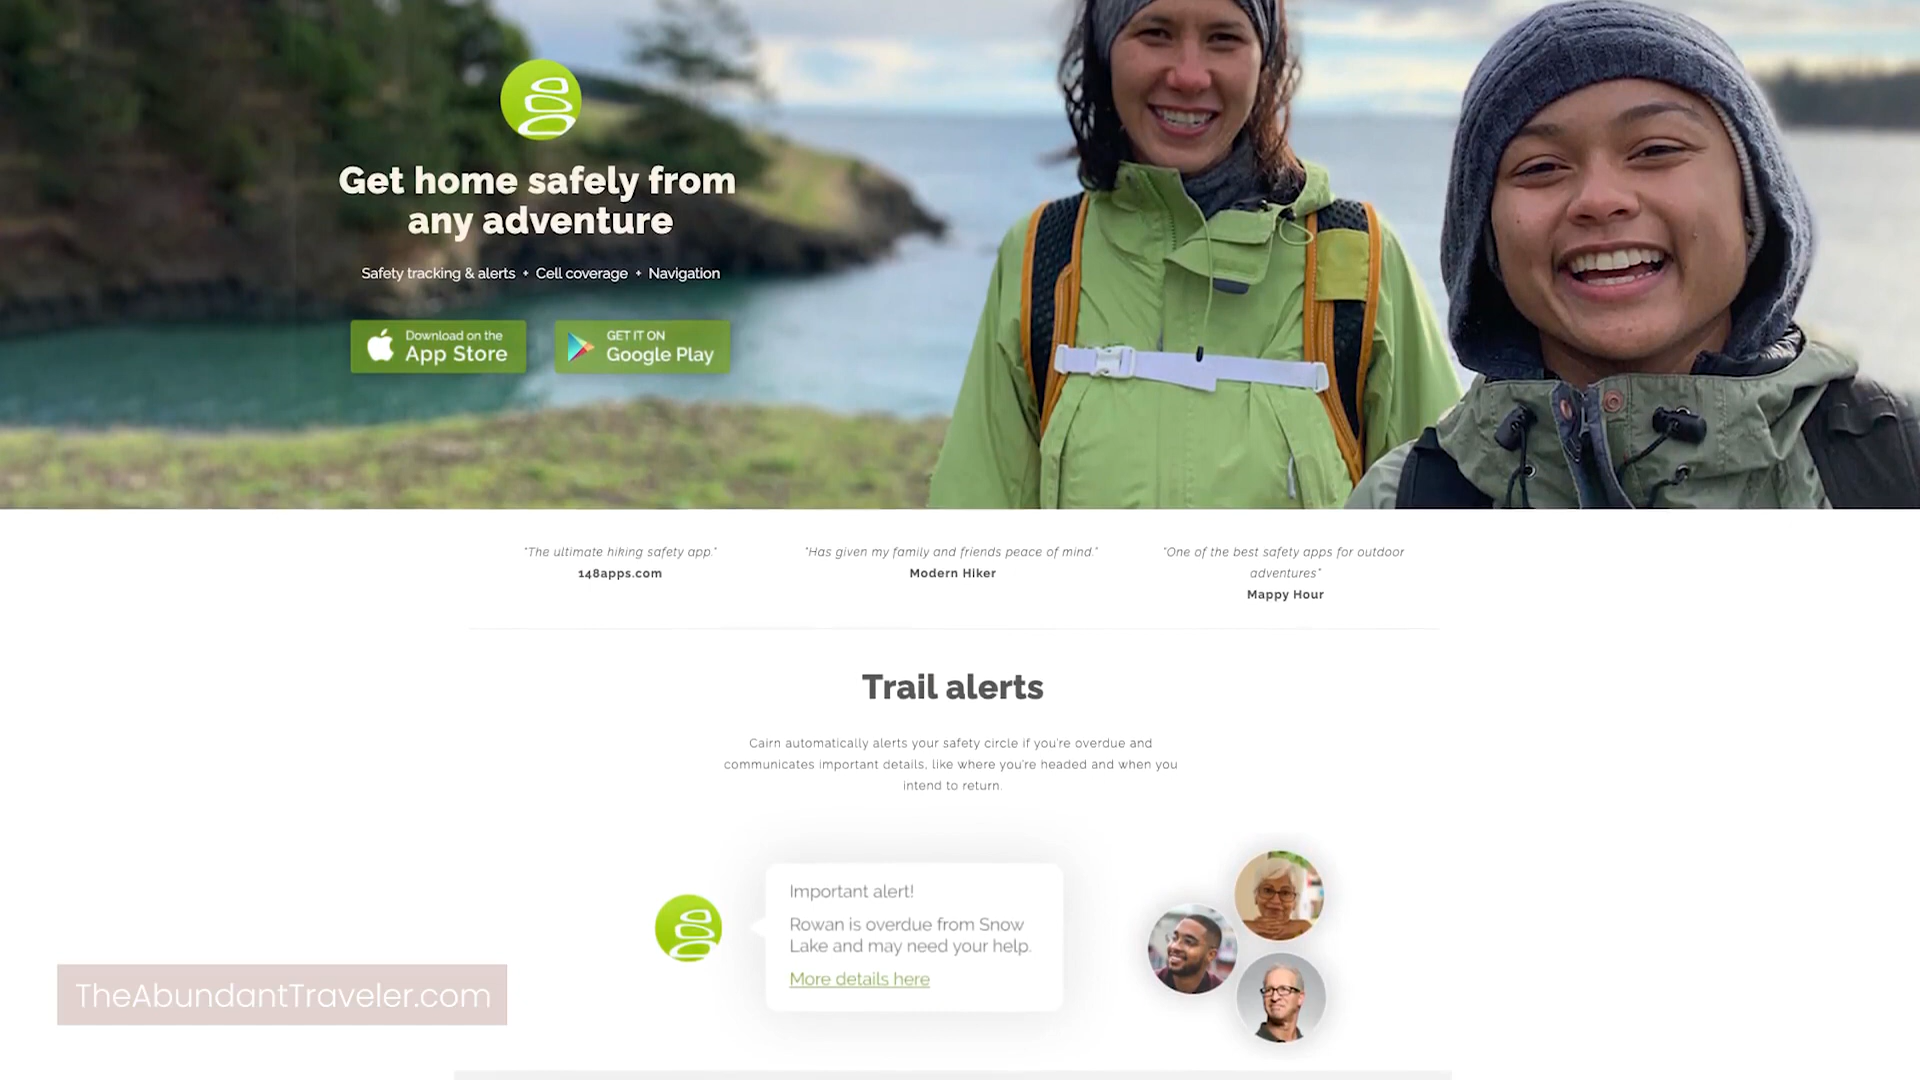 Get home safely from
any adventure
Safety tracking & alerts + Cell coverage + Navigation
Download on the
App Store
GET IT ON
Google Play
"The ultimate hiking safety app."
148apps.com
"Has given my family and friends peace of mind."
Modern Hiker
"One of the best safety apps for outdoor
adventures"
Mappy Hour
Trail alerts
Cairn automatically alerts your safety circle if you're overdue and
communicates important details, like where you're headed and when you
intend to return.
Important alert!
Rowan is overdue from Snow
Lake and may need your help.
More details here
TheAbundantTraveler.com